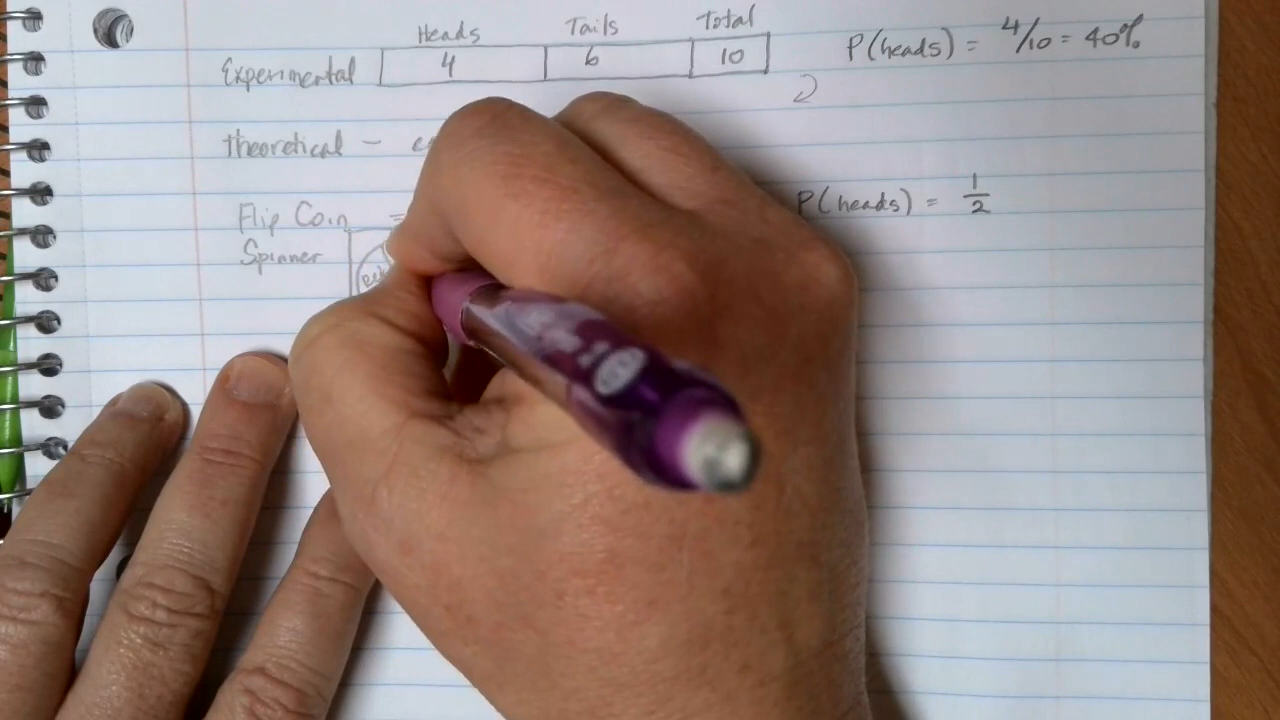 Heads Tails Total
Experimental 4 6 10 P(heads) = 4/10 = 40%
theoretical -
P(heads) = 1/2
Flip Coin =
Spinner